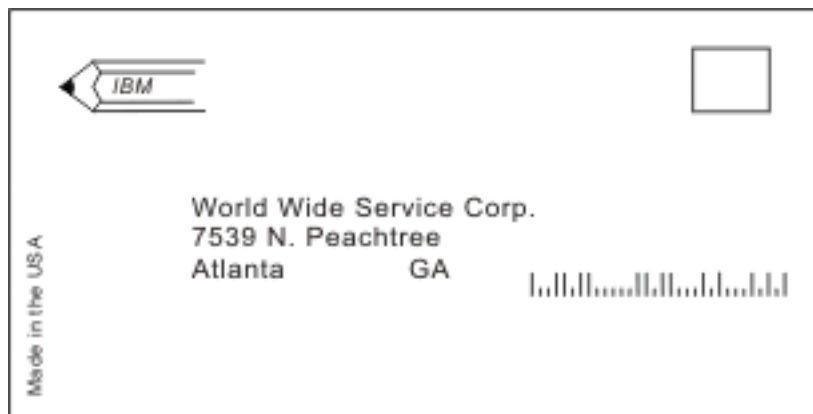 IBM
World Wide Service Corp.
7539 N. Peachtree
Atlanta GA
Made in the USA